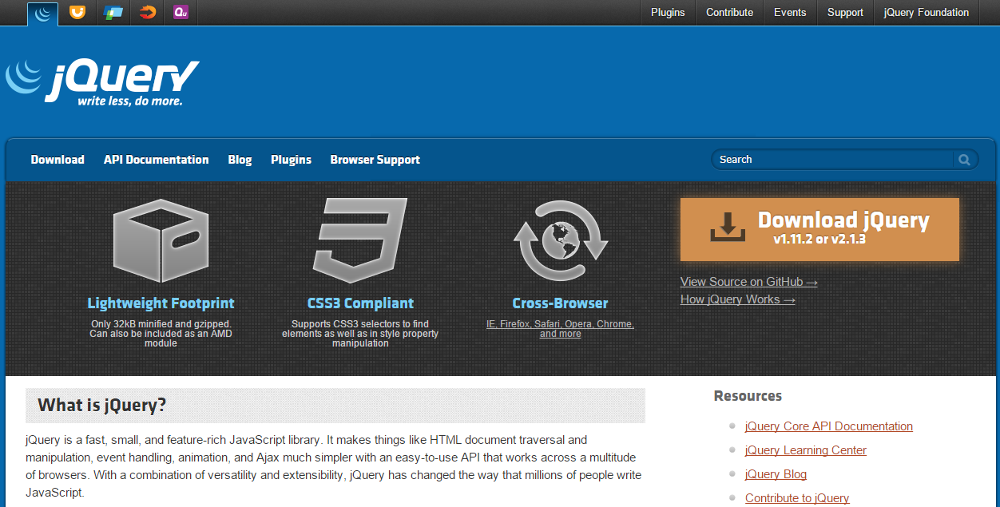 Qu
Plugins Contribute Events Support jQuery Foundation
jQuery
write less, do more.
Download API Documentation Blog Plugins Browser Support Search
Lightweight Footprint
Only 32kB minified and gzipped.
Can also be included as an AMD
module
CSS3 Compliant
Supports CSS3 selectors to find
elements as well as in style property
manipulation
Cross-Browser
IE, Firefox, Safari, Opera, Chrome,
and more
Download jQuery
v1.11.2 or v2.1.3
View Source on GitHub →
How jQuery Works →
What is jQuery?
jQuery is a fast, small, and feature-rich JavaScript library. It makes things like HTML document traversal and
manipulation, event handling, animation, and Ajax much simpler with an easy-to-use API that works across a multitude
of browsers. With a combination of versatility and extensibility, jQuery has changed the way that millions of people write
JavaScript.
Resources
jQuery Core API Documentation
jQuery Learning Center
jQuery Blog
Contribute to jQuery